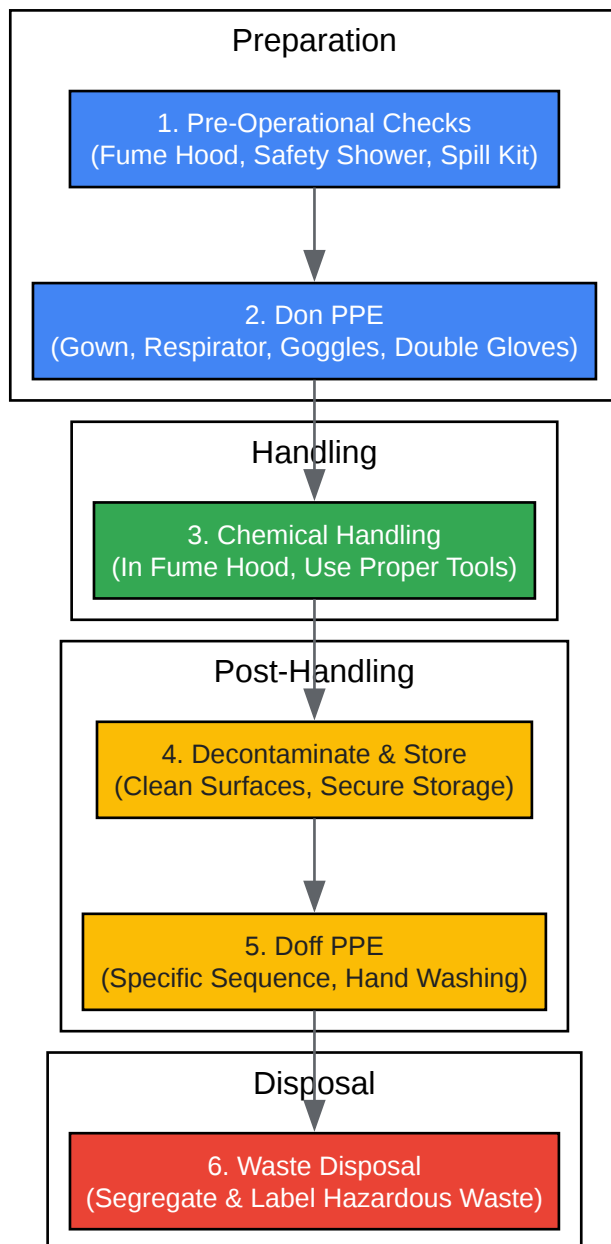 Preparation
1. Pre-Operational Checks
(Fume Hood, Safety Shower, Spill Kit)
2. Don PPE
(Gown, Respirator, Goggles, Double Gloves)
Handling
3. Chemical Handling
(In Fume Hood, Use Proper Tools)
Post-Handling
4. Decontaminate & Store
(Clean Surfaces, Secure Storage)
5. Doff PPE
(Specific Sequence, Hand Washing)
Disposal
6. Waste Disposal
(Segregate & Label Hazardous Waste)